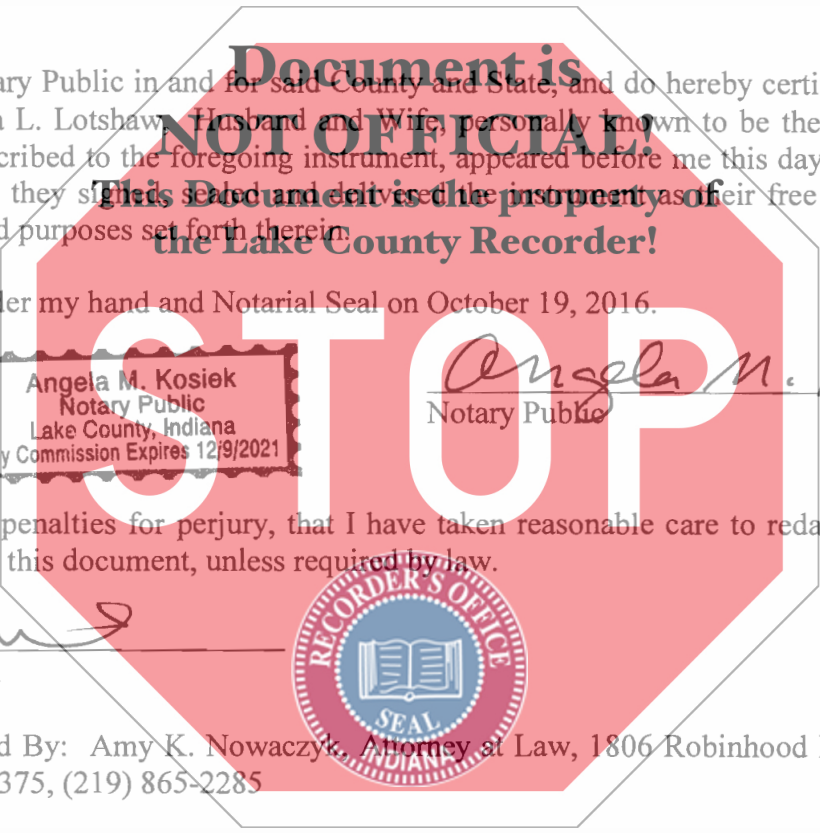 Document is
NOT OFFICIAL!
This Document is the property of
the Lake County Recorder!
ary Public in and for said County and State, and do hereby certi
L. Lotshaw, Husband and Wife, personally known to be the
cribed to the foregoing instrument, appeared before me this day
they signed, sealed and delivered the instrument as their free
d purposes set forth therein.
der my hand and Notarial Seal on October 19, 2016.
STOP
Angela M. Kosiek
Notary Public
Lake County, Indiana
y Commission Expires 12/9/2021
Angela M.
Notary Public
penalties for perjury, that I have taken reasonable care to reda
this document, unless required by law.
RECORDER'S OFFICE
SEAL
INDIANA
d By: Amy K. Nowaczyk, Attorney at Law, 1806 Robinhood
375, (219) 865-2285